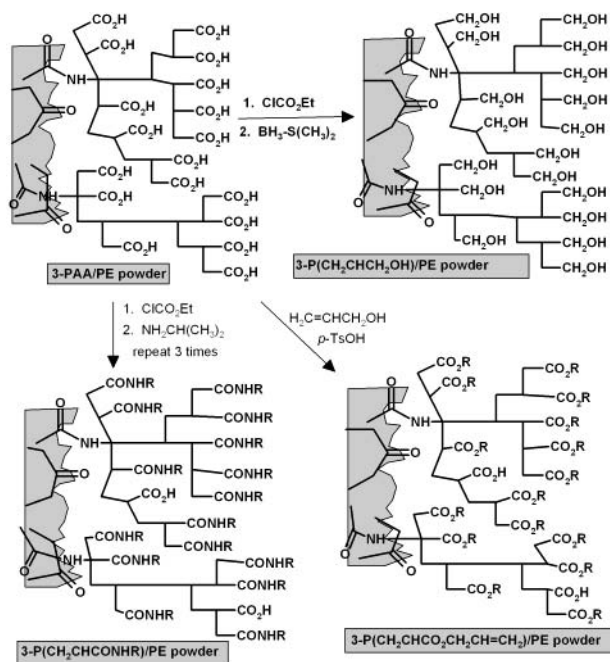 CO₂H
CO₂H
CO₂H
CO₂H
O
NH
CO₂H
CO₂H
CO₂H
O
CO₂H
CO₂H
CO₂H
CO₂H
O
NH
CO₂H
CO₂H
CO₂H
O
CO₂H
CO₂H
CO₂H
3-PAA/PE powder
1. ClCO₂Et
2. BH₃-S(CH₃)₂
CH₂OH
CH₂OH
CH₂OH
CH₂OH
O
NH
CH₂OH
CH₂OH
CH₂OH
O
CH₂OH
CH₂OH
CH₂OH
CH₂OH
O
NH
CH₂OH
CH₂OH
CH₂OH
O
CH₂OH
CH₂OH
CH₂OH
3-P(CH₂CHCH₂OH)/PE powder
1. ClCO₂Et
2. NH₂CH(CH₃)₂
repeat 3 times
H₂C=CHCH₂OH
p-TsOH
CONHR
CONHR
CONHR
CONHR
O
NH
CONHR
CONHR
CONHR
O
CO₂H
CONHR
CONHR
CONHR
CONHR
O
NH
CONHR
CONHR
CONHR
O
CO₂H
CONHR
CONHR
3-P(CH₂CHCONHR)/PE powder
CO₂R
CO₂R
CO₂R
CO₂R
O
NH
CO₂R
CO₂R
CO₂R
O
CO₂H
CO₂R
CO₂R
CO₂R
CO₂R
O
NH
CO₂R
CO₂R
CO₂R
O
CO₂R
CO₂H
CO₂R
3-P(CH₂CHCO₂CH₂CH=CH₂)/PE powder